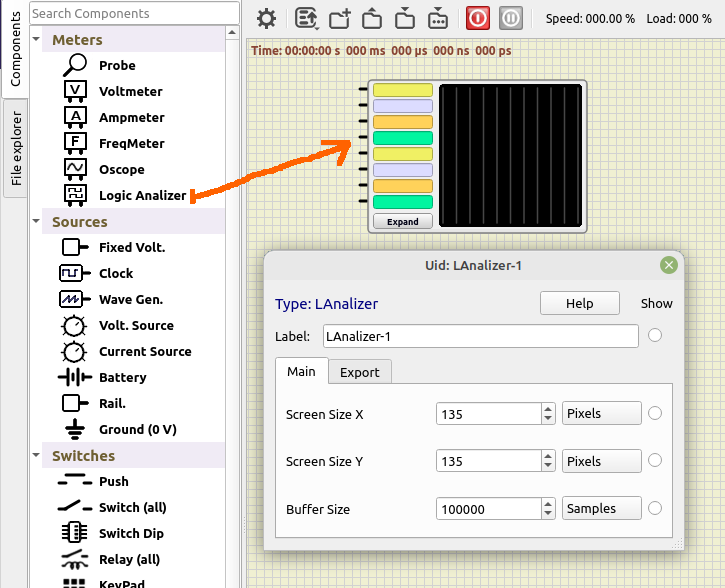 Components
File explorer
Search Components
Meters
Probe
V
Voltmeter
A
Ampmeter
F
FreqMeter
Oscope
Logic Analizer
Sources
Fixed Volt.
Clock
Wave Gen.
Volt. Source
Current Source
Battery
Rail.
Ground (0 V)
Switches
Push
Switch (all)
Switch Dip
Relay (all)
KeyPad
Speed: 000.00 % Load: 000 %
Time: 00:00:00 s 000 ms 000 µs 000 ns 000 ps
Expand
Uid: LAnalizer-1
Type: LAnalizer
Help
Show
Label:
LAnalizer-1
Main
Export
Screen Size X
135
Pixels
Screen Size Y
135
Pixels
Buffer Size
100000
Samples